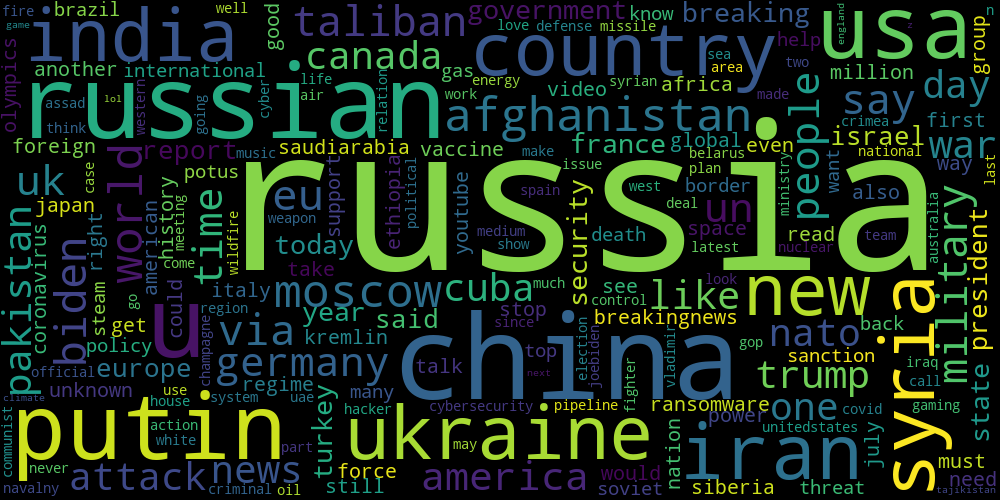 fire
game
brazil
well
india
olympics
another
international
good
taliban
canada
government
love
defense
missile
know
breaking
country
usa
england
n
group
sea
area
help
two
million
day
russian
assad
think
lol
western
going
cyber
life
air
relation
gas
energy
work
syrian
video
africa
made
people
say
crimea
first
foreign
report
music
saudiarabia
vaccine
afghanistan
make
france
global
belarus
even
israel
national
war
uk
world
case
history
meeting
potus
eu
support
ethiopia
political
youtube
issue
spain
west
plan
border
ministry
want
also
way
last
japan
time
wildfire
russia
medium
show
security
death
deal
un
space
latest
nuclear
read
team
australia
military
president
pakistan
coronavirus
biden
right
american
come
today
take
moscow
cuba
see
much
control
like
look
new
steam
go
could
italy
region
year
said
stop
since
breakingnews
nato
back
syria
state
get
policy
u
via
kremlin
china
top
election
joebiden
vladimir
gop
sanction
iraq
call
official
europe
champagne
germany
many
talk
next
fighter
trump
one
covid
gaming
climate
unknown
use
system
regime
uae
hacker
cybersecurity
pipeline
ransomware
power
unitedstates
july
communist
putin
house
action
white
part
turkey
ukraine
may
nation
iran
must
never
navalny
attack
news
criminal
oil
force
still
america
would
soviet
siberia
threat
need
tajikistan